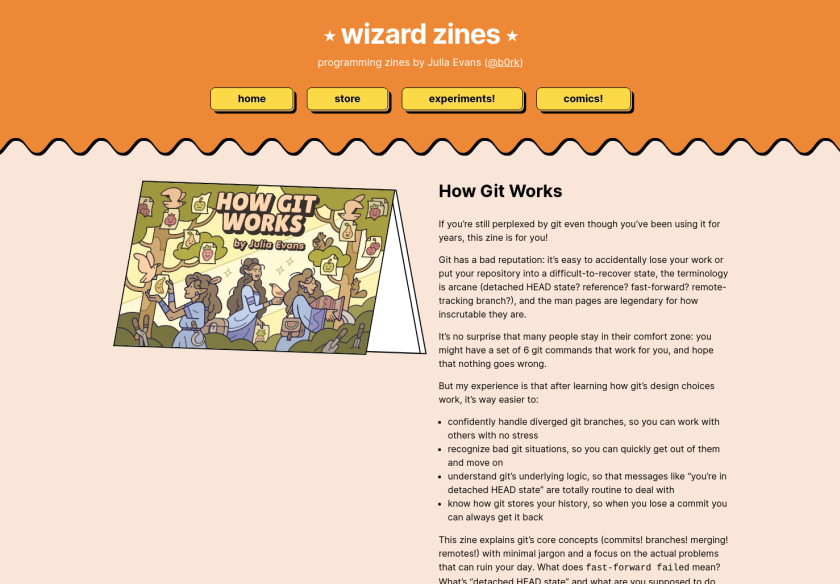 ★ wizard zines ★
programming zines by Julia Evans (@b0rk)
home
store
experiments!
comics!
HOW GIT
WORKS
by Julia Evans
How Git Works
If you’re still perplexed by git even though you’ve been using it for
years, this zine is for you!
Git has a bad reputation: it’s easy to accidentally lose your work or
put your repository into a difficult-to-recover state, the terminology
is arcane (detached HEAD state? reference? fast-forward? remote-
tracking branch?), and the man pages are legendary for how
inscrutable they are.
It’s no surprise that many people stay in their comfort zone: you
might have a set of 6 git commands that work for you, and hope
that nothing goes wrong.
But my experience is that after learning how git’s design choices
work, it’s way easier to:
• confidently handle diverged git branches, so you can work with
others with no stress
• recognize bad git situations, so you can quickly get out of them
and move on
• understand git’s underlying logic, so that messages like “you’re in
detached HEAD state” are totally routine to deal with
• know how git stores your history, so when you lose a commit you
can always get it back
This zine explains git’s core concepts (commits! branches! merging!
remotes!) with minimal jargon and a focus on the actual problems
that can ruin your day. What does fast-forward failed mean?
What’s “detached HEAD state” and what are you supposed to do